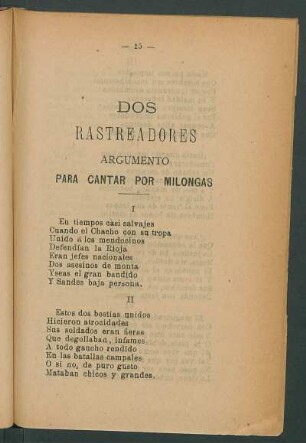 — 15 —
DOS
RASTREADORES
ARGUMENTO
PARA CANTAR POR MILONGAS
I
En tiempos casi salvajes
Cuando el Chacho con su tropa
Unido á los mendocinos
Defendían la Rioja
Eran jefes nacionales
Dos asesinos de monta
Yseas el gran bandido
Y Sandes baja persona.
II
Estos dos bestias unidos
Hicieron atrocidades
Sus soldados eran fieras
Que degollaban, infames
A todo gaucho rendido
En las batallas campales
O si no, de puro gusto
Mataban chicos y grandes.